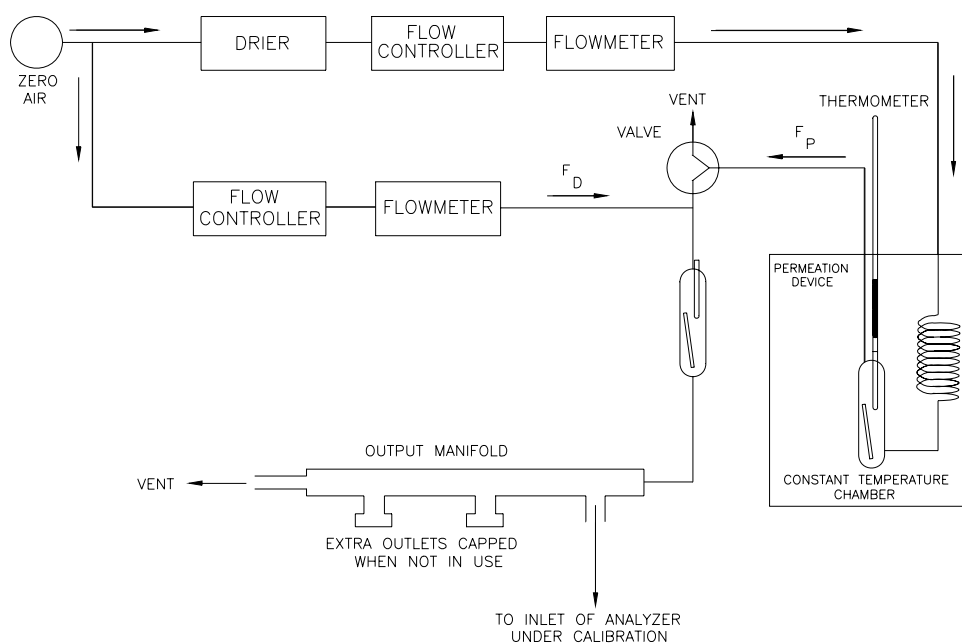 ZERO
AIR
DRIER
FLOW
CONTROLLER
FLOWMETER
VENT
VALVE
THERMOMETER
F
P
F
D
FLOW
CONTROLLER
FLOWMETER
PERMEATION
DEVICE
OUTPUT MANIFOLD
VENT
CONSTANT TEMPERATURE
CHAMBER
EXTRA OUTLETS CAPPED
WHEN NOT IN USE
TO INLET OF ANALYZER
UNDER CALIBRATION